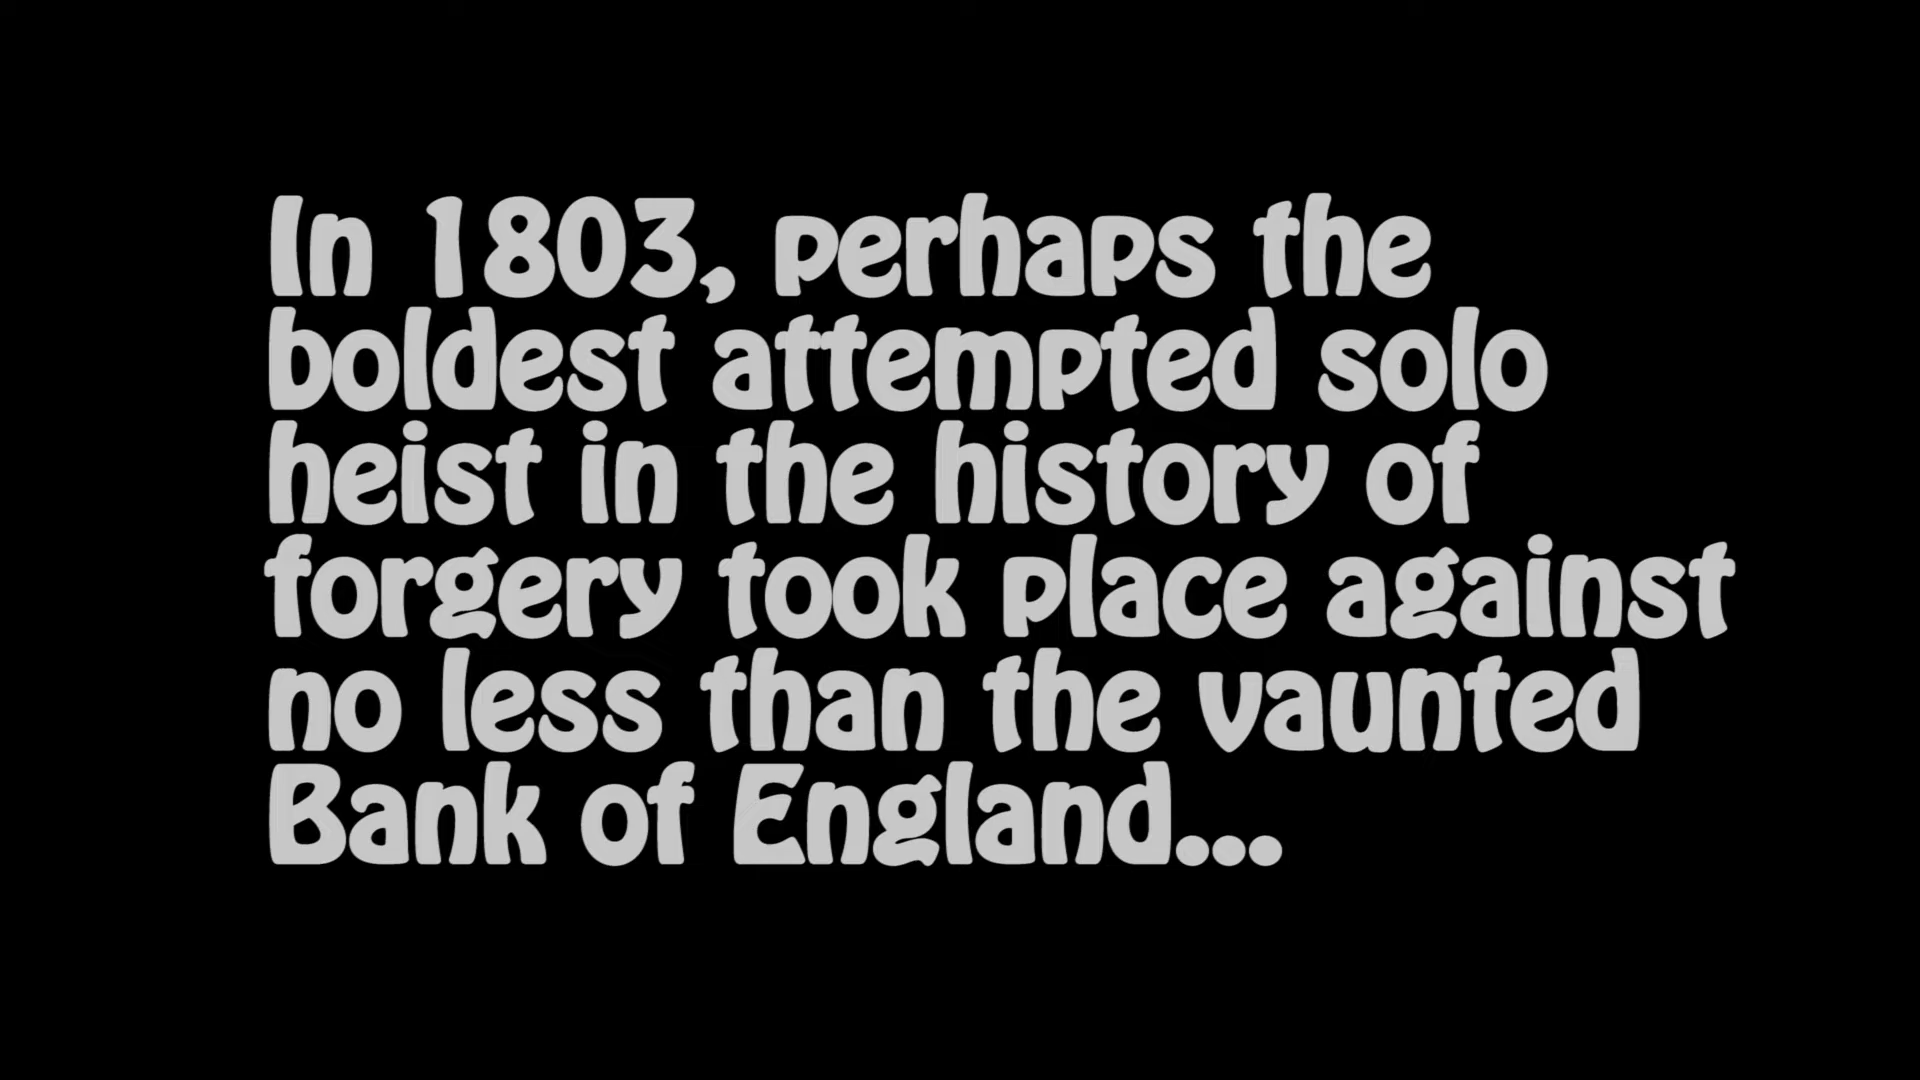 In 1803, perhaps the
boldest attempted solo
heist in the history of
forgery took place against
no less than the vaunted
Bank of England...